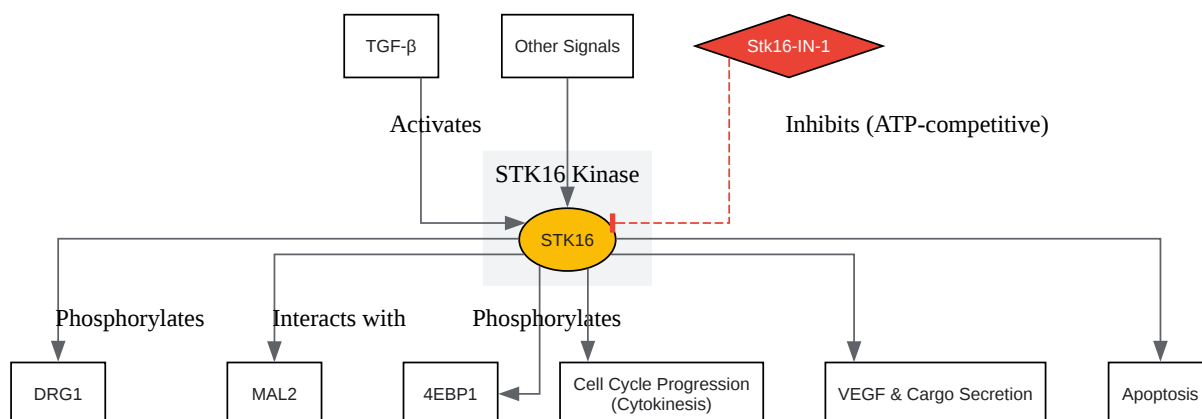 TGF-β
Other Signals
Stk16-IN-1
Activates
Inhibits (ATP-competitive)
STK16 Kinase
STK16
Phosphorylates
Interacts with
Phosphorylates
DRG1
MAL2
4EBP1
Cell Cycle Progression
(Cytokinesis)
VEGF & Cargo Secretion
Apoptosis